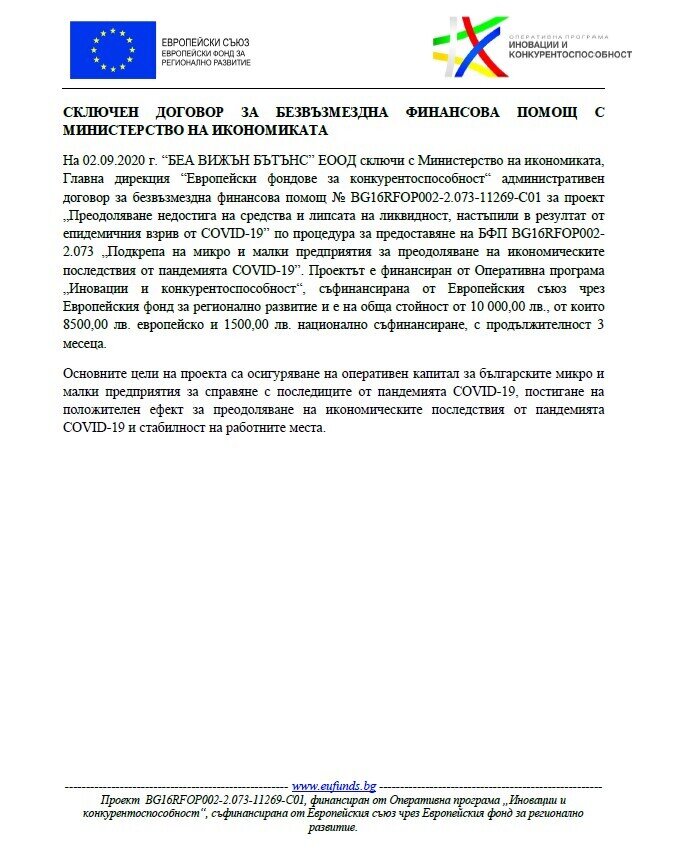 ЕВРОПЕЙСКИ СЪЮЗ
ЕВРОПЕЙСКИ ФОНД ЗА
РЕГИОНАЛНО РАЗВИТИЕ
ОПЕРАТИВНА ПРОГРАМА
ИНОВАЦИИ И
КОНКУРЕНТОСПОСОБНОСТ
СКЛЮЧЕН ДОГОВОР ЗА БЕЗВЪЗМЕЗДНА ФИНАНСОВА ПОМОЩ С
МИНИСТЕРСТВО НА ИКОНОМИКАТА
На 02.09.2020 г. “БЕА ВИЖЪН БЪТЪНС” ЕООД сключи с Министерство на икономиката,
Главна дирекция “Европейски фондове за конкурентоспособност“ административен
договор за безвъзмездна финансова помощ № BG16RFOP002-2.073-11269-C01 за проект
„Преодоляване недостига на средства и липсата на ликвидност, настъпили в резултат от
епидемичния взрив от COVID-19” по процедура за предоставяне на БФП BG16RFOP002-
2.073 „Подкрепа на микро и малки предприятия за преодоляване на икономическите
последствия от пандемията COVID-19”. Проектът е финансиран от Оперативна програма
„Иновации и конкурентоспособност“, съфинансирана от Европейския съюз чрез
Европейския фонд за регионално развитие и е на обща стойност от 10 000,00 лв., от които
8500,00 лв. европейско и 1500,00 лв. национално съфинансиране, с продължителност 3
месеца.
Основните цели на проекта са осигуряване на оперативен капитал за българските микро и
малки предприятия за справяне с последиците от пандемията COVID-19, постигане на
положителен ефект за преодоляване на икономическите последствия от пандемията
COVID-19 и стабилност на работните места.
------------------------------------------------------ www.eufunds.bg ------------------------------------------------------
Проект BG16RFOP002-2.073-11269-C01, финансиран от Оперативна програма „Иновации и
конкурентоспособност“, съфинансирана от Европейския съюз чрез Европейския фонд за регионално
развитие.